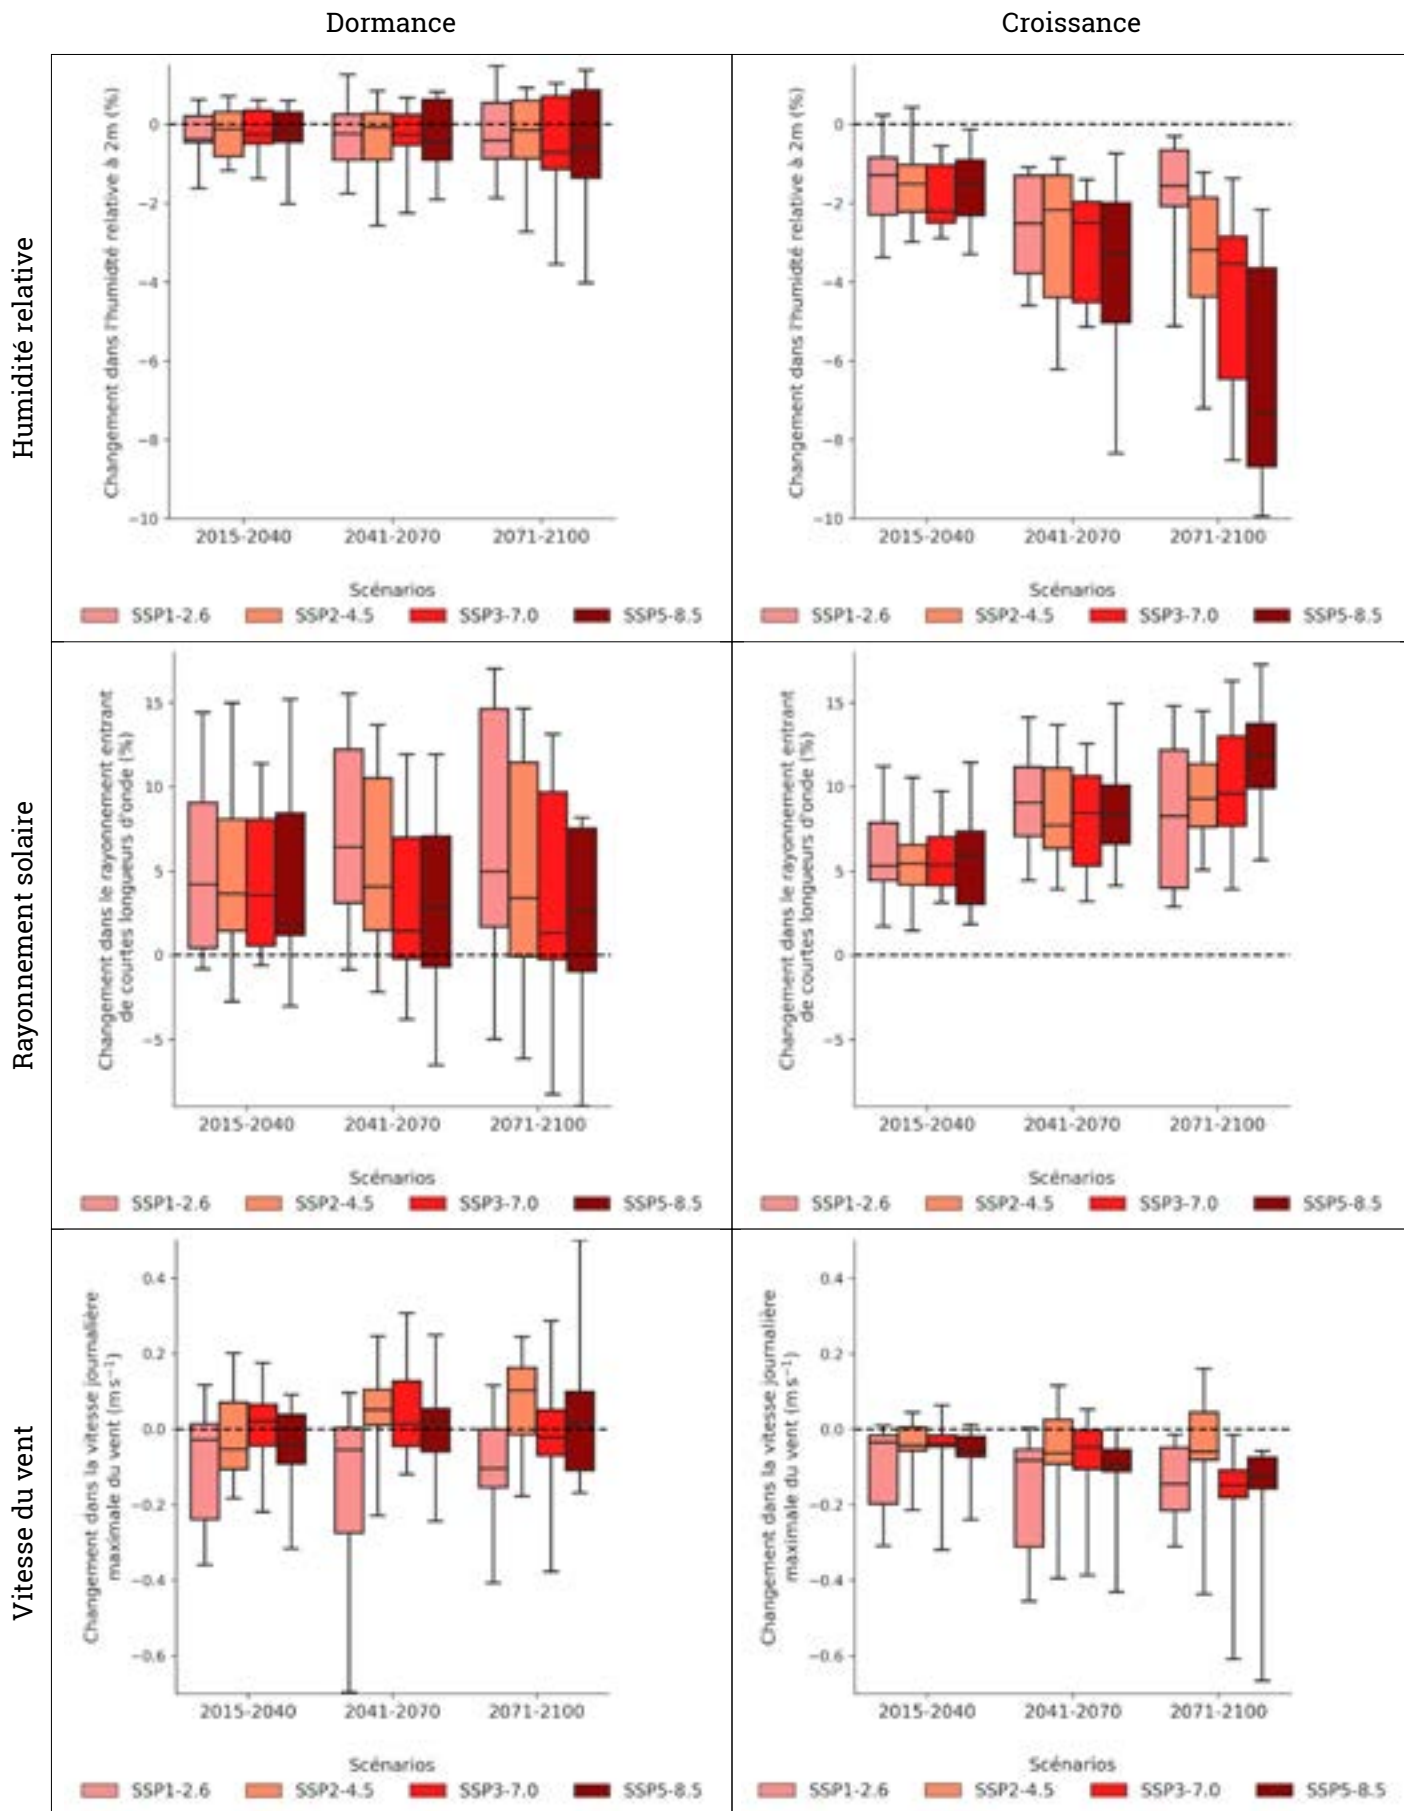 Dormance
Croissance
Humidité relative
Changement dans l'humidité relative à 2m (%)
0
−2
−4
−6
−8
−10
2015-2040 2041-2070 2071-2100
Scénarios
SSP1-2.6 SSP2-4.5 SSP3-7.0 SSP5-8.5
Changement dans l'humidité relative à 2m (%)
0
−2
−4
−6
−8
−10
2015-2040 2041-2070 2071-2100
Scénarios
SSP1-2.6 SSP2-4.5 SSP3-7.0 SSP5-8.5
Rayonnement solaire
Changement dans le rayonnement entrant
de courtes longueurs d'onde (%)
15
10
5
0
−5
2015-2040 2041-2070 2071-2100
Scénarios
SSP1-2.6 SSP2-4.5 SSP3-7.0 SSP5-8.5
Changement dans le rayonnement entrant
de courtes longueurs d'onde (%)
15
10
5
0
−5
2015-2040 2041-2070 2071-2100
Scénarios
SSP1-2.6 SSP2-4.5 SSP3-7.0 SSP5-8.5
Vitesse du vent
Changement dans la vitesse journalière
maximale du vent (m s⁻¹)
0.4
0.2
0.0
−0.2
−0.4
−0.6
2015-2040 2041-2070 2071-2100
Scénarios
SSP1-2.6 SSP2-4.5 SSP3-7.0 SSP5-8.5
Changement dans la vitesse journalière
maximale du vent (m s⁻¹)
0.4
0.2
0.0
−0.2
−0.4
−0.6
2015-2040 2041-2070 2071-2100
Scénarios
SSP1-2.6 SSP2-4.5 SSP3-7.0 SSP5-8.5